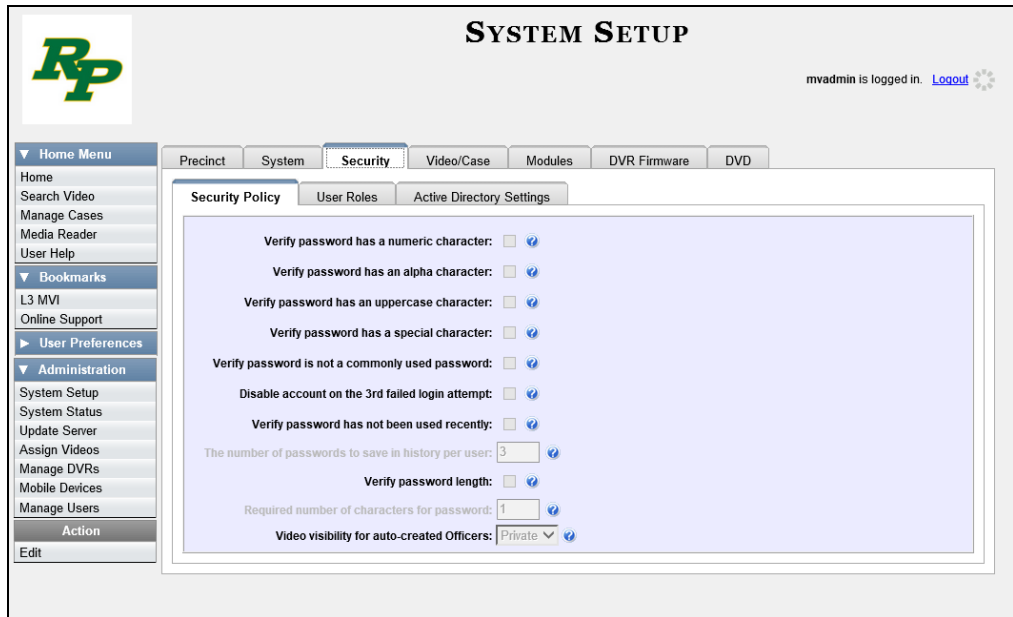 RP
SYSTEM SETUP
mvadmin is logged in. Logout
▼ Home Menu
Home
Search Video
Manage Cases
Media Reader
User Help
▼ Bookmarks
L3 MVI
Online Support
► User Preferences
▼ Administration
System Setup
System Status
Update Server
Assign Videos
Manage DVRs
Mobile Devices
Manage Users
Action
Edit
Precinct System Security Video/Case Modules DVR Firmware DVD
Security Policy User Roles Active Directory Settings
Verify password has a numeric character: ?
Verify password has an alpha character: ?
Verify password has an uppercase character: ?
Verify password has a special character: ?
Verify password is not a commonly used password: ?
Disable account on the 3rd failed login attempt: ?
Verify password has not been used recently: ?
The number of passwords to save in history per user: 3 ?
Verify password length: ?
Required number of characters for password: 1 ?
Video visibility for auto-created Officers: Private ?